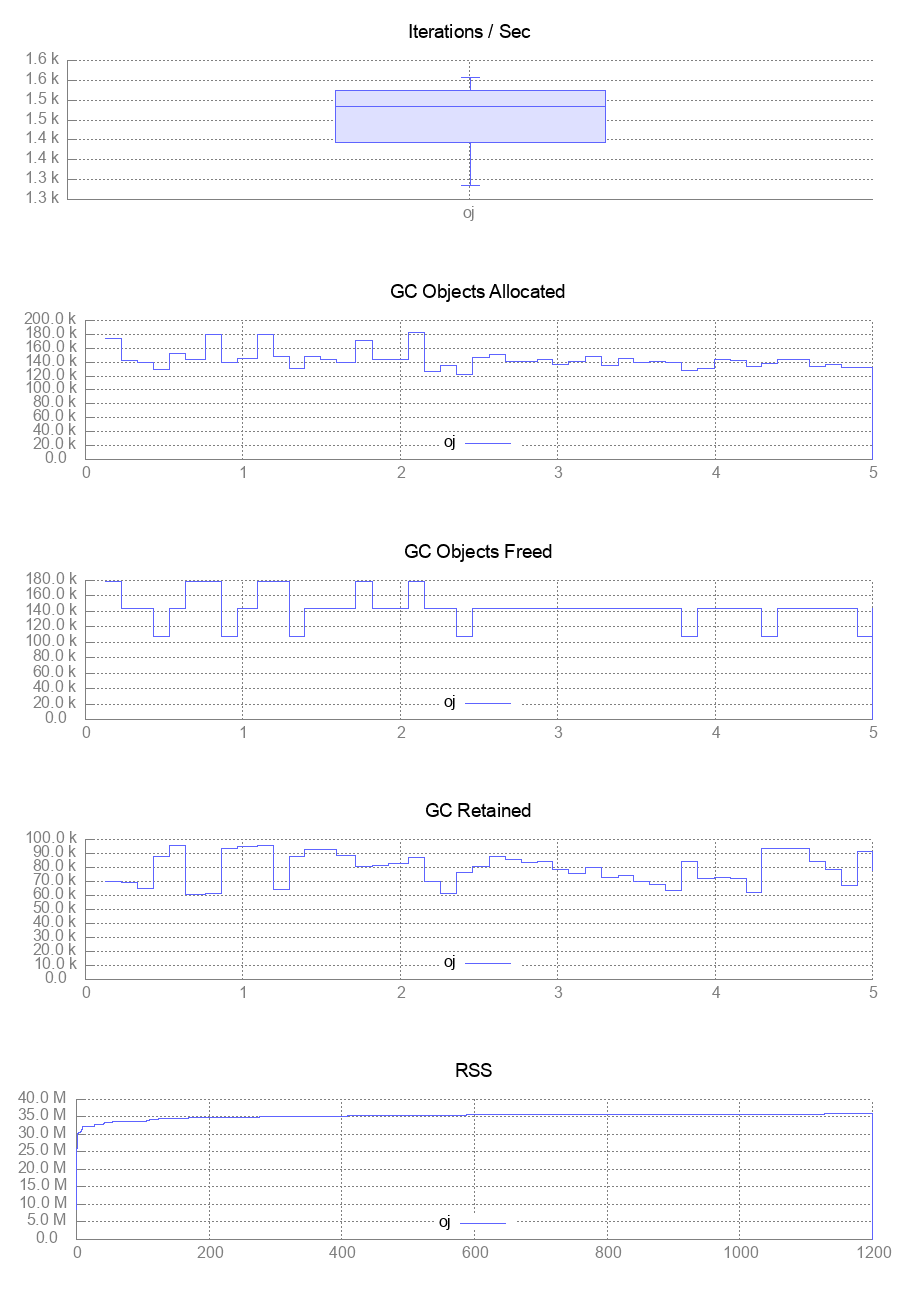 Iterations / Sec
1.6 k
1.6 k
1.5 k
1.5 k
1.4 k
1.4 k
1.3 k
1.3 k
oj
GC Objects Allocated
200.0 k
180.0 k
160.0 k
140.0 k
120.0 k
100.0 k
80.0 k
60.0 k
40.0 k
oj
20.0 k
0.0
0 1 2 3 4 5
GC Objects Freed
180.0 k
160.0 k
140.0 k
120.0 k
100.0 k
80.0 k
60.0 k
40.0 k
20.0 k oj
0.0
0 1 2 3 4 5
GC Retained
100.0 k
90.0 k
80.0 k
70.0 k
60.0 k
50.0 k
40.0 k
30.0 k
20.0 k
10.0 k oj
0.0
0 1 2 3 4 5
RSS
40.0 M
35.0 M
30.0 M
25.0 M
20.0 M
15.0 M
10.0 M
5.0 M oj
0.0
0 200 400 600 800 1000 1200